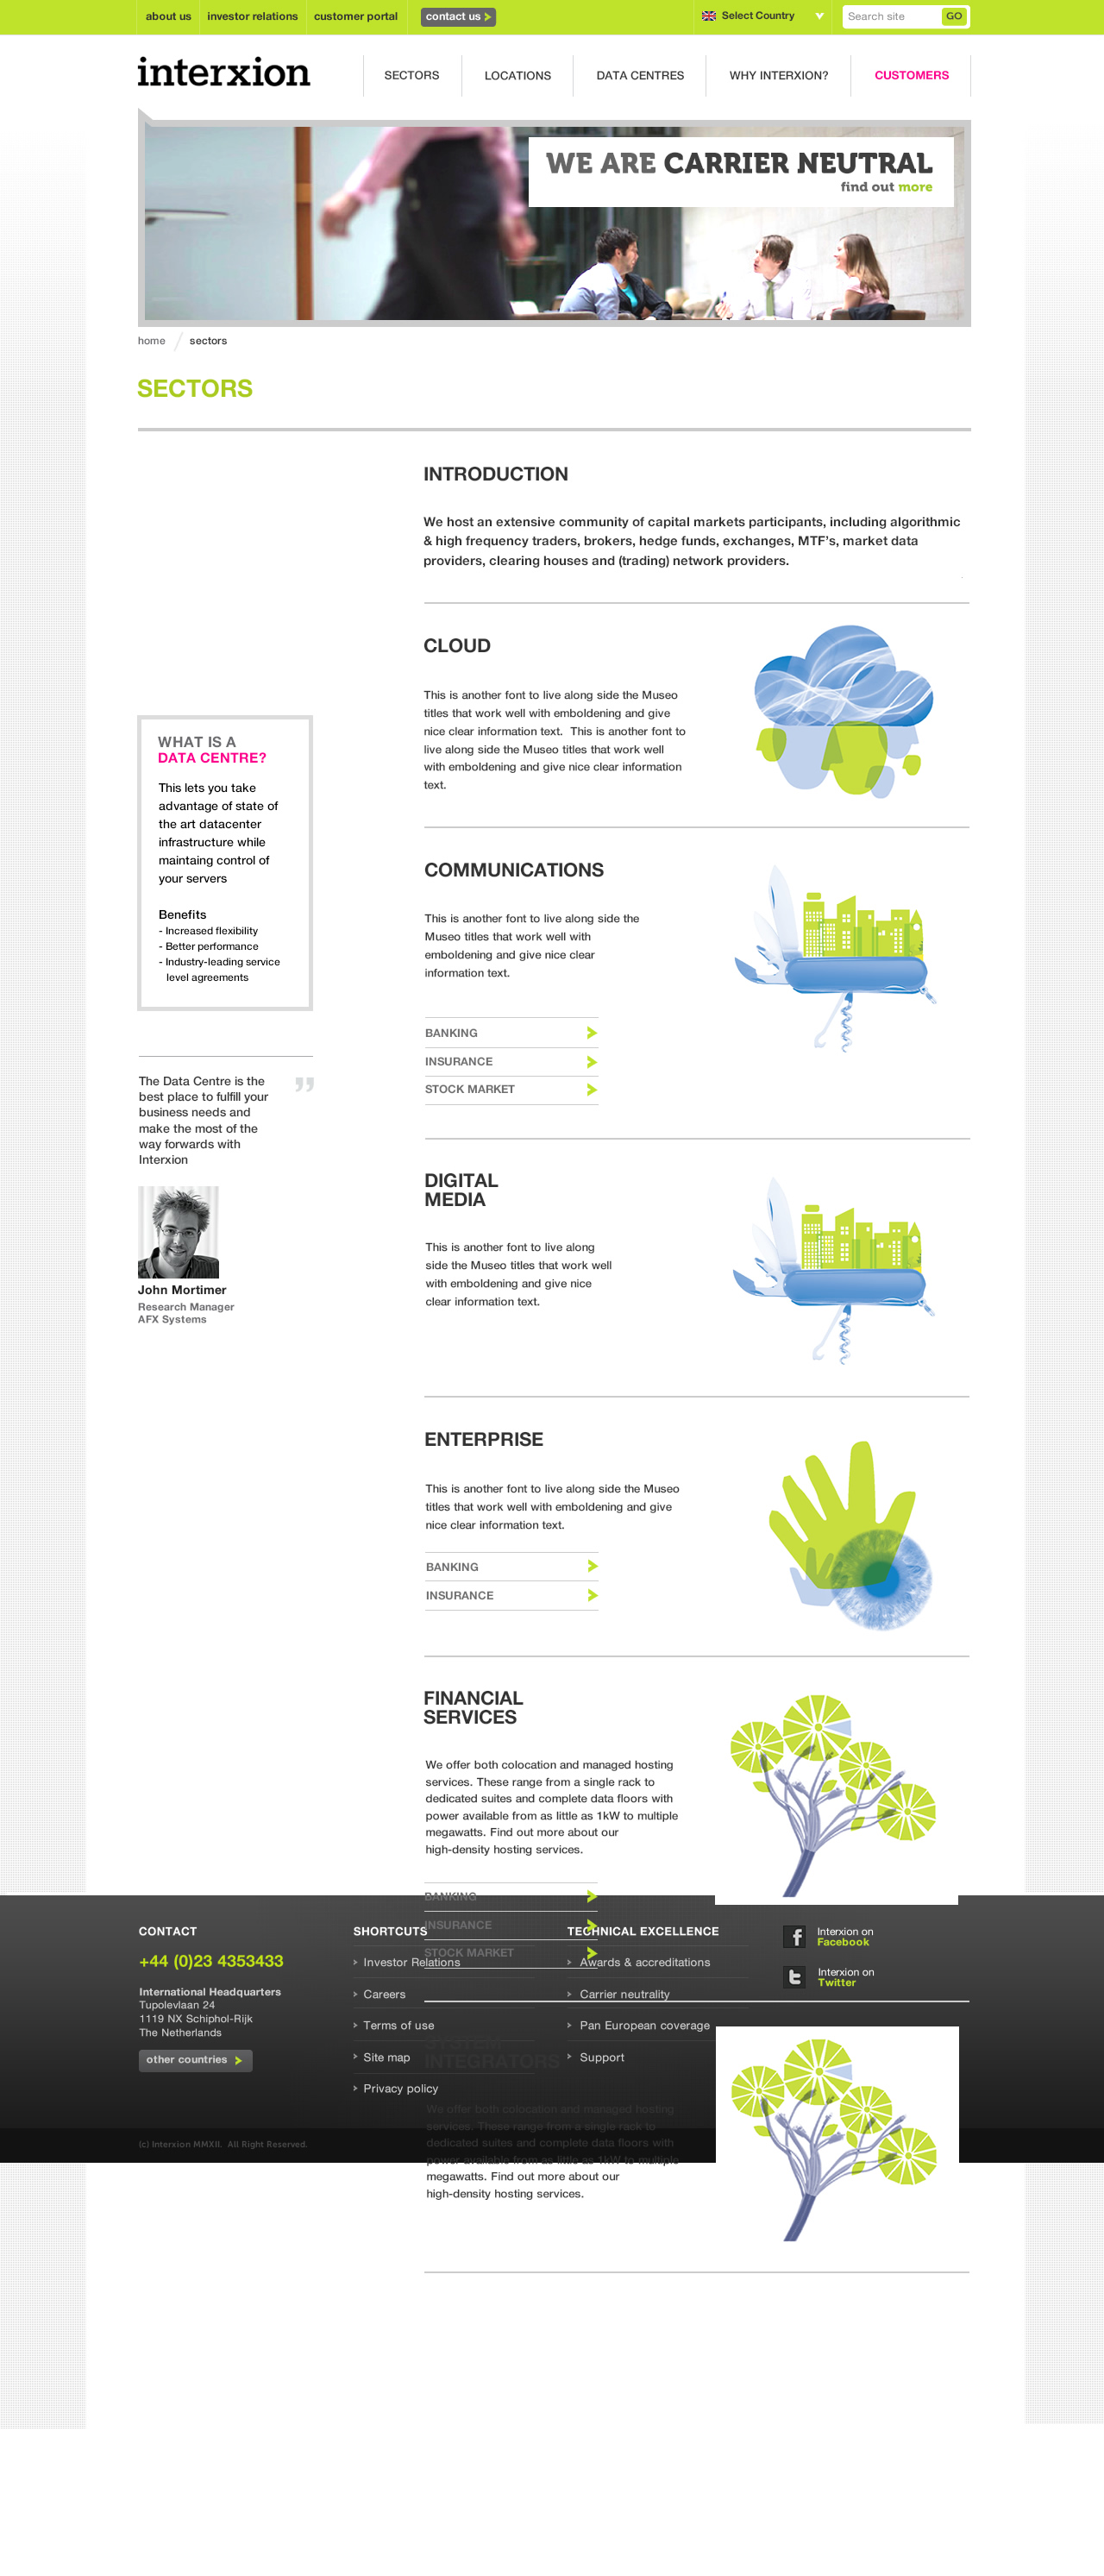 about us investor relations customer portal contact us Select Country Search site GO
interxion
SECTORS LOCATIONS DATA CENTRES WHY INTERXION? CUSTOMERS
WE ARE CARRIER NEUTRAL
find out more
home sectors
SECTORS
INTRODUCTION
We host an extensive community of capital markets participants, including algorithmic
& high frequency traders, brokers, hedge funds, exchanges, MTF's, market data
providers, clearing houses and (trading) network providers.
CLOUD
This is another font to live along side the Museo
titles that work well with emboldening and give
nice clear information text. This is another font to
live along side the Museo titles that work well
with emboldening and give nice clear information
text.
WHAT IS A
DATA CENTRE?
This lets you take
advantage of state of
the art datacenter
infrastructure while
maintaing control of
your servers
Benefits
- Increased flexibility
- Better performance
- Industry-leading service
level agreements
COMMUNICATIONS
This is another font to live along side the
Museo titles that work well with
emboldening and give nice clear
information text.
BANKING
INSURANCE
STOCK MARKET
The Data Centre is the
best place to fulfill your
business needs and
make the most of the
way forwards with
Interxion
”
John Mortimer
Research Manager
AFX Systems
DIGITAL
MEDIA
This is another font to live along
side the Museo titles that work well
with emboldening and give nice
clear information text.
ENTERPRISE
This is another font to live along side the Museo
titles that work well with emboldening and give
nice clear information text.
BANKING
INSURANCE
FINANCIAL
SERVICES
We offer both colocation and managed hosting
services. These range from a single rack to
dedicated suites and complete data floors with
power available from as little as 1kW to multiple
megawatts. Find out more about our
high-density hosting services.
BANKING
INSURANCE
STOCK MARKET
CONTACT
+44 (0)23 4353433
International Headquarters
Tupolevlaan 24
1119 NX Schiphol-Rijk
The Netherlands
other countries
(c) Interxion MMXII. All Right Reserved.
SHORTCUTS
Investor Relations
Careers
Terms of use
Site map
Privacy policy
TECHNICAL EXCELLENCE
Awards & accreditations
Carrier neutrality
Pan European coverage
Support
Interxion on
Facebook
Interxion on
Twitter
SYSTEM
INTEGRATORS
We offer both colocation and managed hosting
services. These range from a single rack to
dedicated suites and complete data floors with
power available from as little as 1kW to multiple
megawatts. Find out more about our
high-density hosting services.